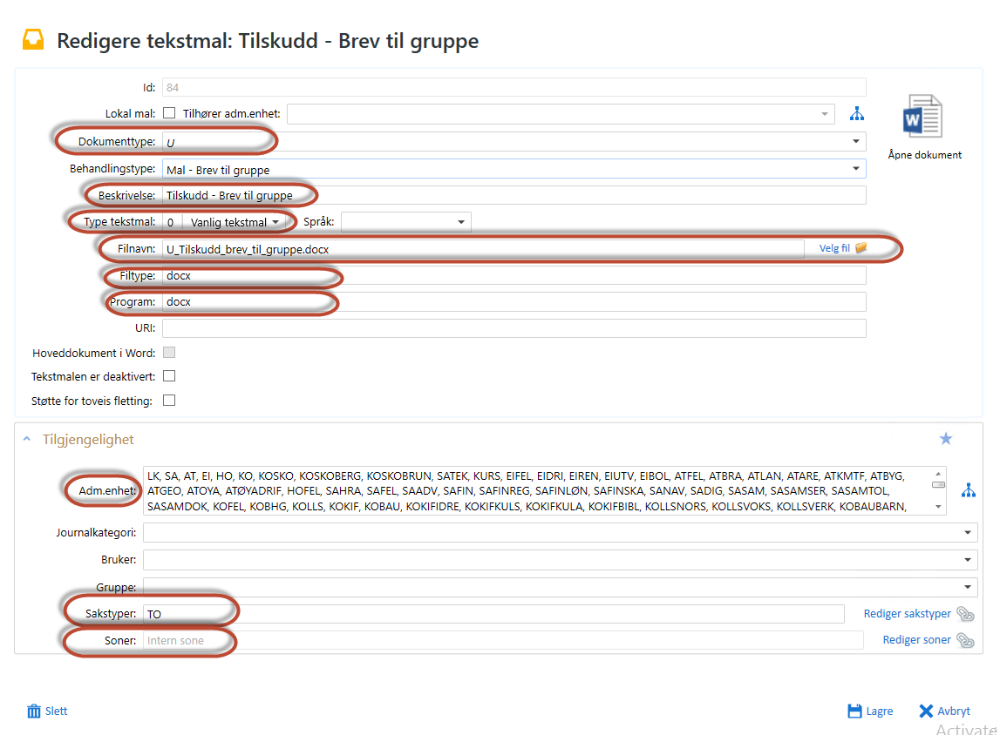 Redigere tekstmal: Tilskudd - Brev til gruppe
Id: 84
Lokal mal: Tilhører adm.enhet:
Dokumenttype: U
Åpne dokument
Behandlingstype: Mal - Brev til gruppe
Beskrivelse: Tilskudd - Brev til gruppe
Type tekstmal: 0 Vanlig tekstmal Språk:
Filnavn: U_Tilskudd_brev_til_gruppe.docx Velg fil
Filtype: docx
Program: docx
URI:
Hoveddokument i Word:
Tekstmalen er deaktivert:
Støtte for toveis fletting:
Tilgjengelighet
Adm.enhet: LK, SA, AT, EI, HO, KO, KOSKO, KOSKOBERG, KOSKOBRUN, SATEK, KURS, EIFEL, EIDRI, EIREN, EIUTV, EIBOL, ATFEL, ATBRA, ATLAN, ATARE, ATKMTF, ATBYG,
ATGEO, ATOYA, ATØYADRIF, HOFEL, SAHRA, SAFEL, SAADV, SAFIN, SAFINREG, SAFINLØN, SAFINSKA, SANAV, SADIG, SASAM, SASAMSER, SASAMTOL,
SASAMDOK, KOFEL, KOBHG, KOLLS, KOKIF, KOBAU, KOKIFIDRE, KOKIFKULS, KOKIFKULA, KOKIFBIBL, KOLLSNORS, KOLLSVOKS, KOLLSVERK, KOBAUBARN,
Journalkategori:
Bruker:
Gruppe:
Sakstyper: TO Rediger sakstyper
Soner: Intern sone Rediger soner
Slett Lagre Avbryt
Activate